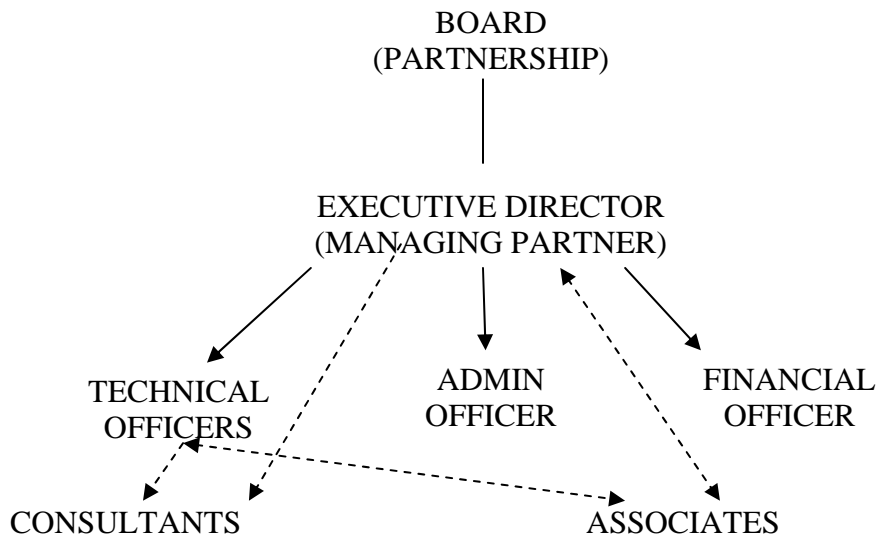 BOARD
(PARTNERSHIP)
EXECUTIVE DIRECTOR
(MANAGING PARTNER)
TECHNICAL
OFFICERS
ADMIN
OFFICER
FINANCIAL
OFFICER
CONSULTANTS
ASSOCIATES